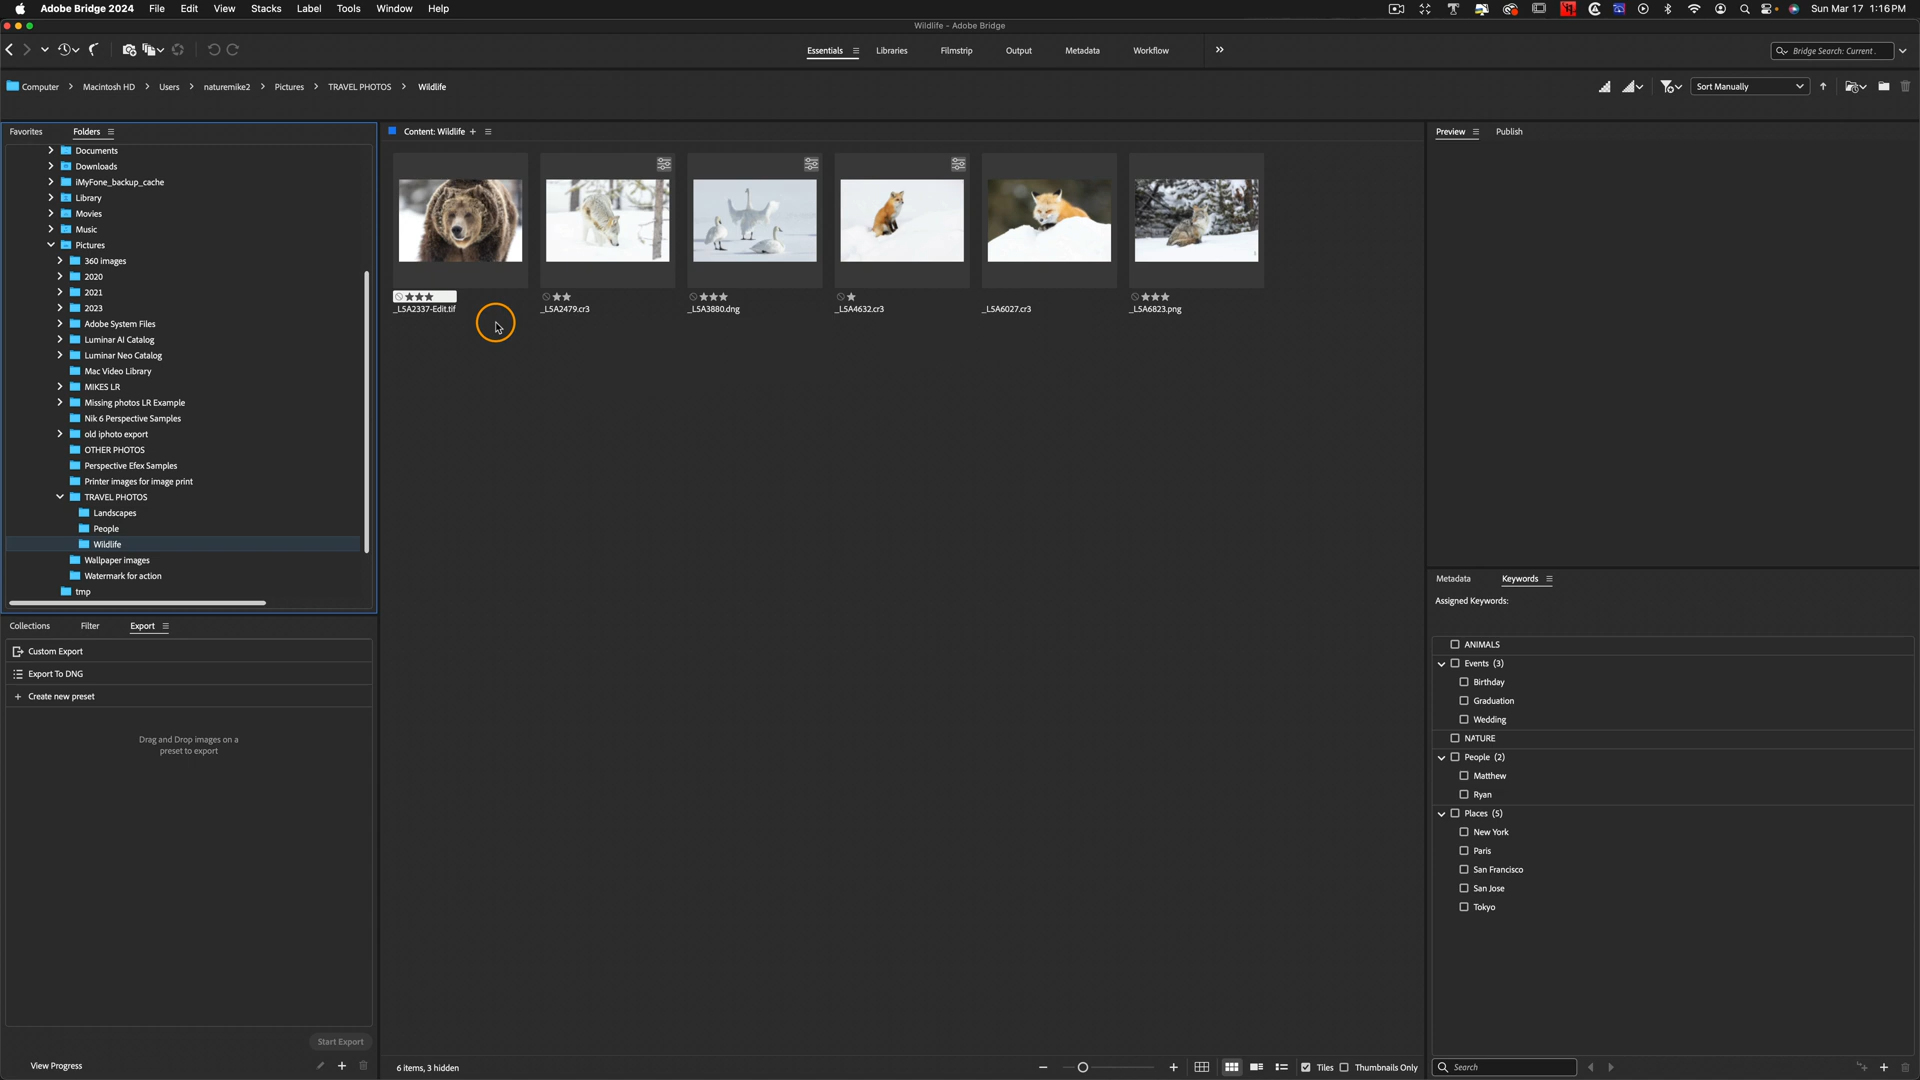 Adobe Bridge 2024 File Edit View Stacks Label Tools Window Help Sun Mar 17 1:16 PM
Wildlife - Adobe Bridge
Essentials Libraries Filmstrip Output Metadata Workflow Bridge Search: Current .
Computer Macintosh HD Users naturemike2 Pictures TRAVEL PHOTOS Wildlife Sort Manually
Favorites Folders
Documents
Downloads
iMyFone_backup_cache
Library
Movies
Music
Pictures
360 images
2020
2021
2023
Adobe System Files
Luminar AI Catalog
Luminar Neo Catalog
Mac Video Library
MIKES LR
Missing photos LR Example
Nik 6 Perspective Samples
old iphoto export
OTHER PHOTOS
Perspective Efex Samples
Printer images for image print
TRAVEL PHOTOS
Landscapes
People
Wildlife
Wallpaper images
Watermark for action
tmp
Collections Filter Export
Custom Export
Export To DNG
Create new preset
Drag and Drop images on a
preset to export
Start Export
View Progress
Content: Wildlife
_L5A2337-Edit.tif _L5A2479.cr3 _L5A3880.dng _L5A4632.cr3 _L5A6027.cr3 _L5A6823.png
6 items, 3 hidden Tiles Thumbnails Only
Preview Publish
Metadata Keywords
Assigned Keywords:
ANIMALS
Events (3)
Birthday
Graduation
Wedding
NATURE
People (2)
Matthew
Ryan
Places (5)
New York
Paris
San Francisco
San Jose
Tokyo
Search